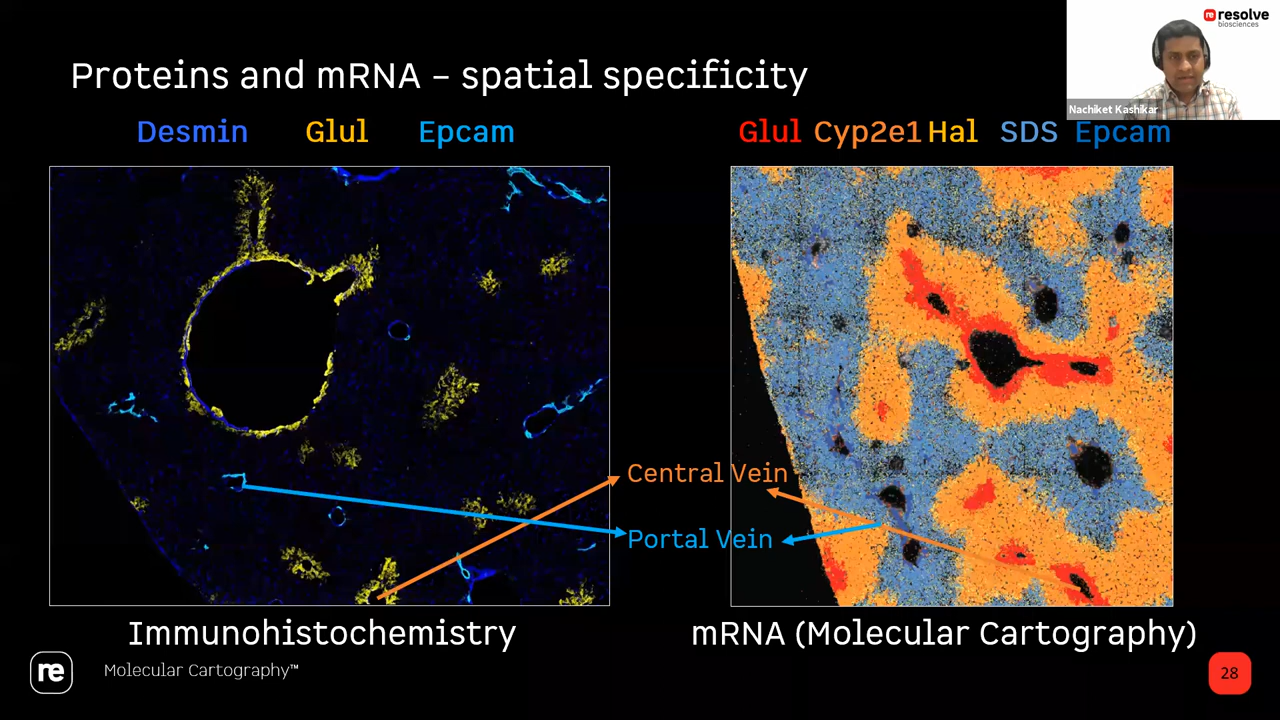 re resolve
biosciences
Proteins and mRNA – spatial specificity
Nachiket Kashikar
Desmin Glul Epcam
Glul Cyp2e1 Hal SDS Epcam
Central Vein
Portal Vein
Immunohistochemistry
mRNA (Molecular Cartography)
re Molecular Cartography™
28